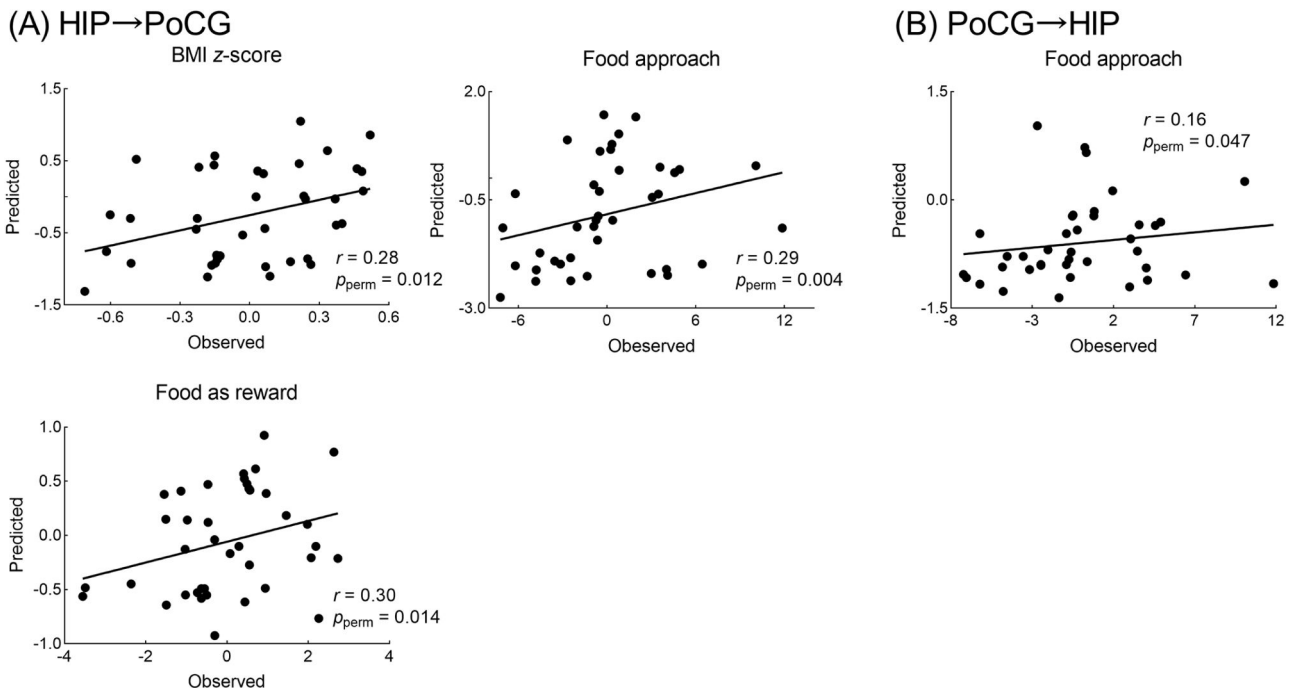 (A) HIP→PoCG
BMI z-score
1.5
0.5
-0.5
-1.5
Predicted
-0.6
-0.3
0.0
0.3
0.6
Observed
r = 0.28
pperm = 0.012
Food approach
2.0
-0.5
-3.0
Predicted
-6
0
6
12
Obeserved
r = 0.29
pperm = 0.004
(B) PoCG→HIP
Food approach
1.5
0.0
-1.5
Predicted
-8
-3
2
7
12
Obeserved
r = 0.16
pperm = 0.047
Food as reward
1.0
0.5
0.0
-0.5
-1.0
Predicted
-4
-2
0
2
4
Observed
r = 0.30
pperm = 0.014